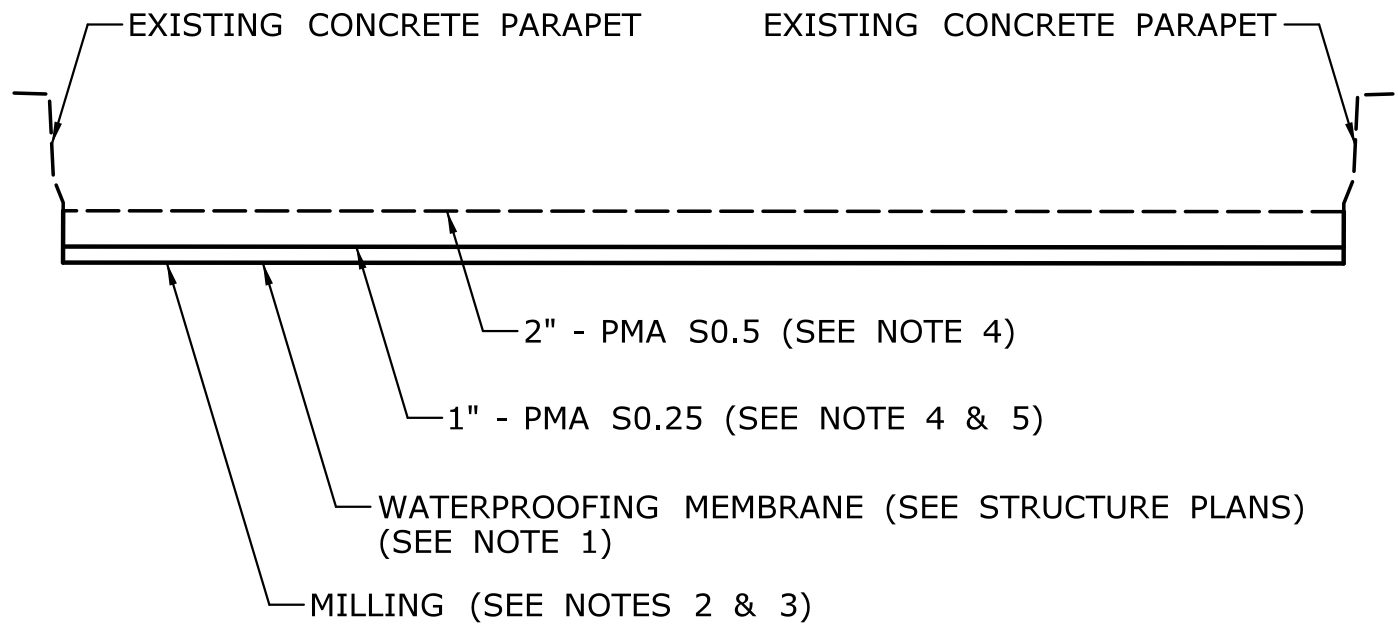 EXISTING CONCRETE PARAPET
EXISTING CONCRETE PARAPET
2" - PMA S0.5 (SEE NOTE 4)
1" - PMA S0.25 (SEE NOTE 4 & 5)
WATERPROOFING MEMBRANE (SEE STRUCTURE PLANS)
(SEE NOTE 1)
MILLING (SEE NOTES 2 & 3)